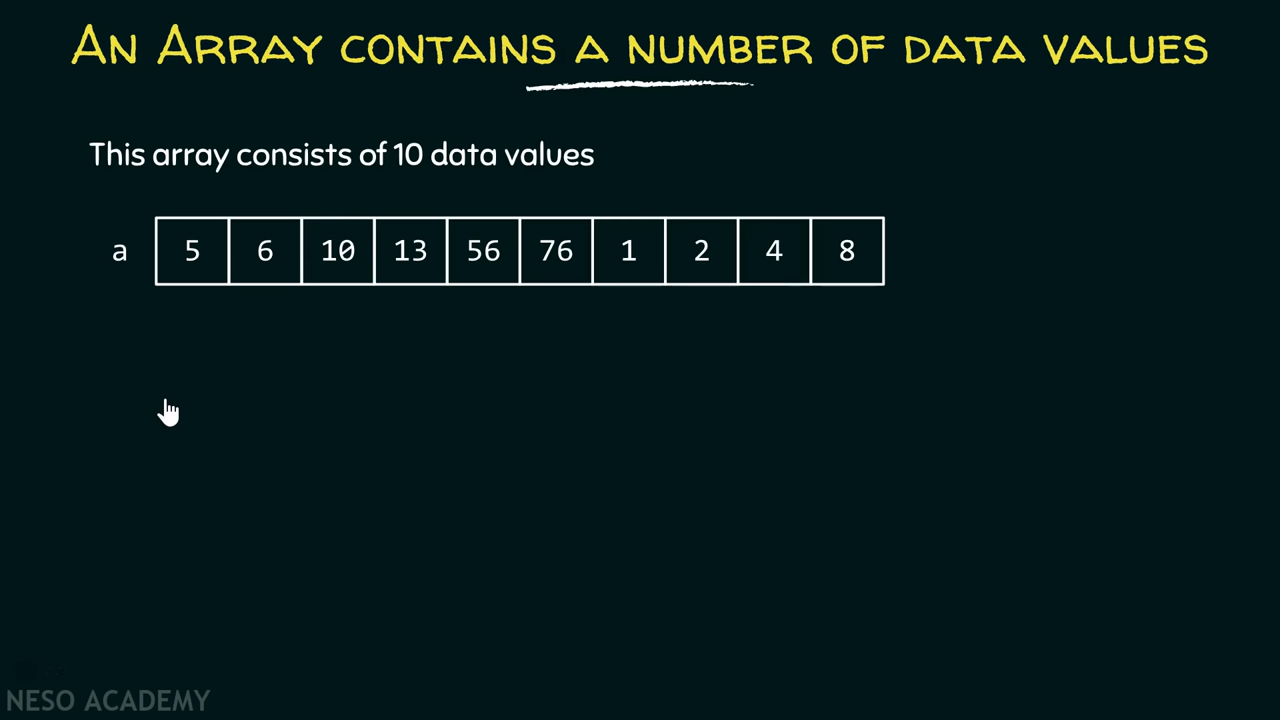 An Array contains a number of data values
This array consists of 10 data values
a 5 6 10 13 56 76 1 2 4 8
NESO ACADEMY